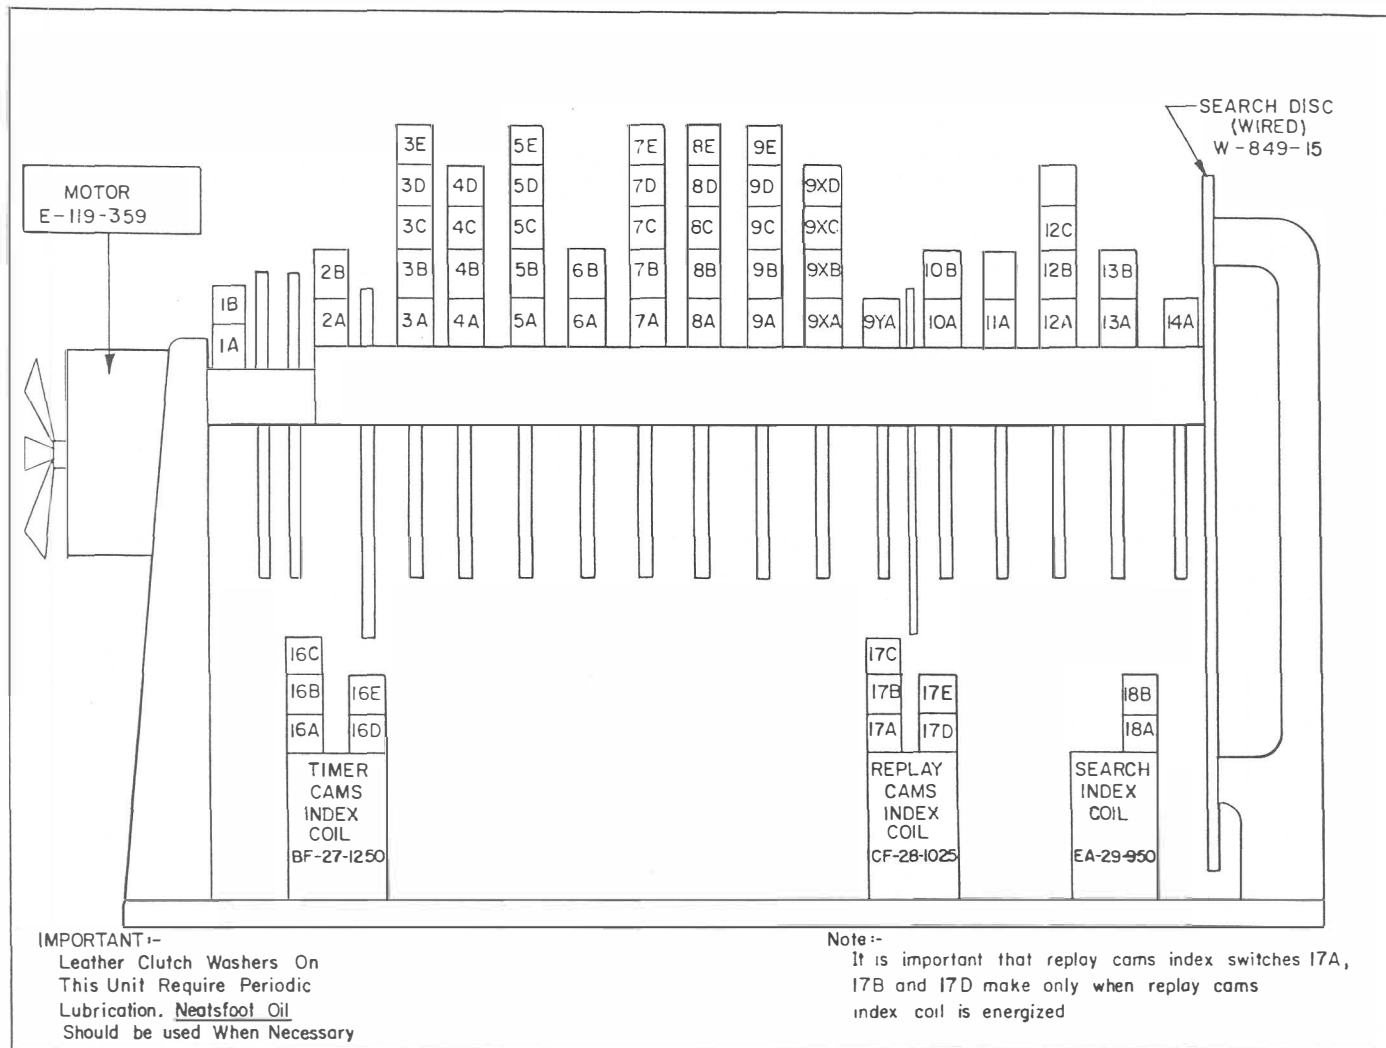 SEARCH DISC
(WIRED)
W-849-15
MOTOR
E-119-359
3E
5E
7E
8E
9E
3D
4D
5D
7D
8D
9D
9XD
3C
4C
5C
7C
8C
9C
9XC
12C
2B
3B
4B
5B
6B
7B
8B
9B
9XB
10B
12B
13B
1B
2A
3A
4A
5A
6A
7A
8A
9A
9XA
9YA
10A
11A
12A
13A
14A
1A
16C
17C
16B
16E
17B
17E
18B
16A
16D
17A
17D
18A
TIMER
CAMS
INDEX
COIL
BF-27-1250
REPLAY
CAMS
INDEX
COIL
CF-28-1025
SEARCH
INDEX
COIL
EA-29-950
IMPORTANT:-
Leather Clutch Washers On
This Unit Require Periodic
Lubrication. Neatsfoot Oil
Should be used When Necessary
Note:-
It is important that replay cams index switches 17A,
17B and 17D make only when replay cams
index coil is energized